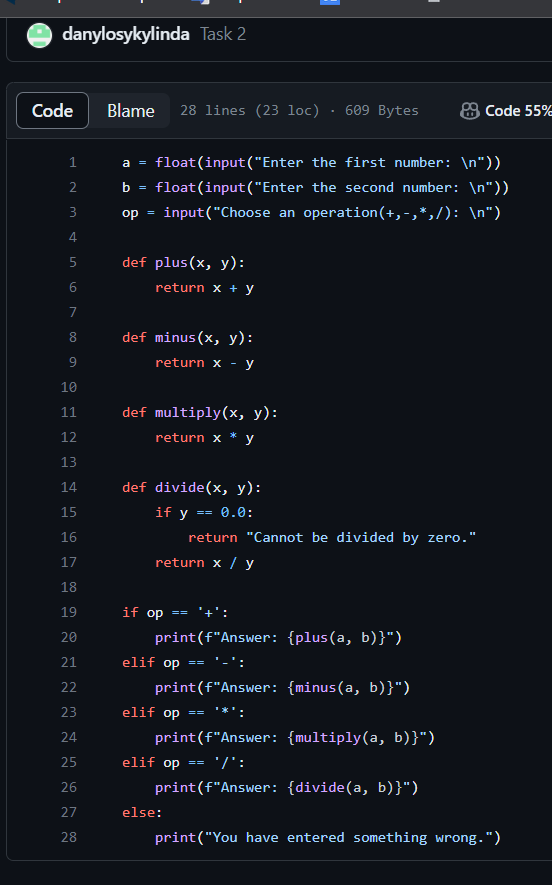 danylosykylinda Task 2
Code Blame 28 lines (23 loc) · 609 Bytes Code 55%
1 a = float(input("Enter the first number: \n"))
2 b = float(input("Enter the second number: \n"))
3 op = input("Choose an operation(+,-,*,/): \n")
4
5 def plus(x, y):
6     return x + y
7
8 def minus(x, y):
9     return x - y
10
11 def multiply(x, y):
12     return x * y
13
14 def divide(x, y):
15     if y == 0.0:
16         return "Cannot be divided by zero."
17     return x / y
18
19 if op == '+':
20     print(f"Answer: {plus(a, b)}")
21 elif op == '-':
22     print(f"Answer: {minus(a, b)}")
23 elif op == '*':
24     print(f"Answer: {multiply(a, b)}")
25 elif op == '/':
26     print(f"Answer: {divide(a, b)}")
27 else:
28     print("You have entered something wrong.")